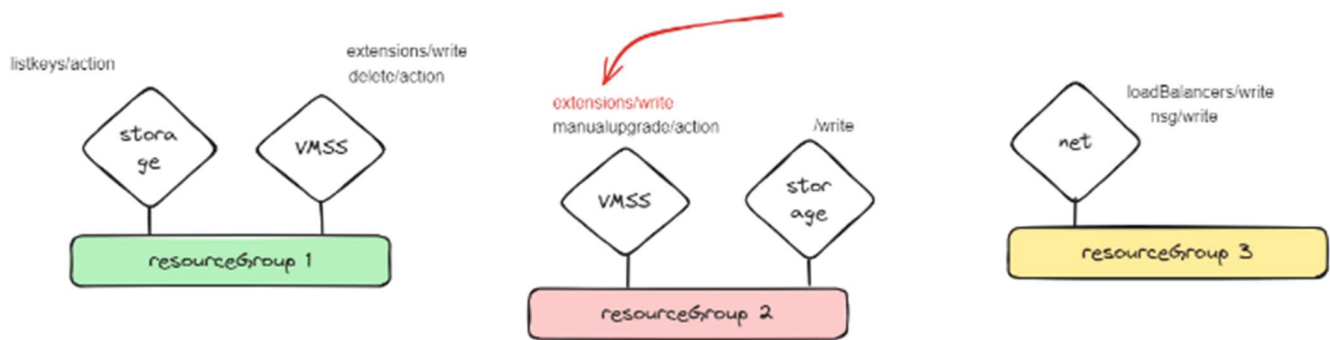 listkeys/action
extensions/write
delete/action
stora
ge
VMSS
resourceGroup 1
extensions/write
manualupgrade/action
/write
VMSS
stor
age
resourceGroup 2
loadBalancers/write
nsg/write
net
resourceGroup 3